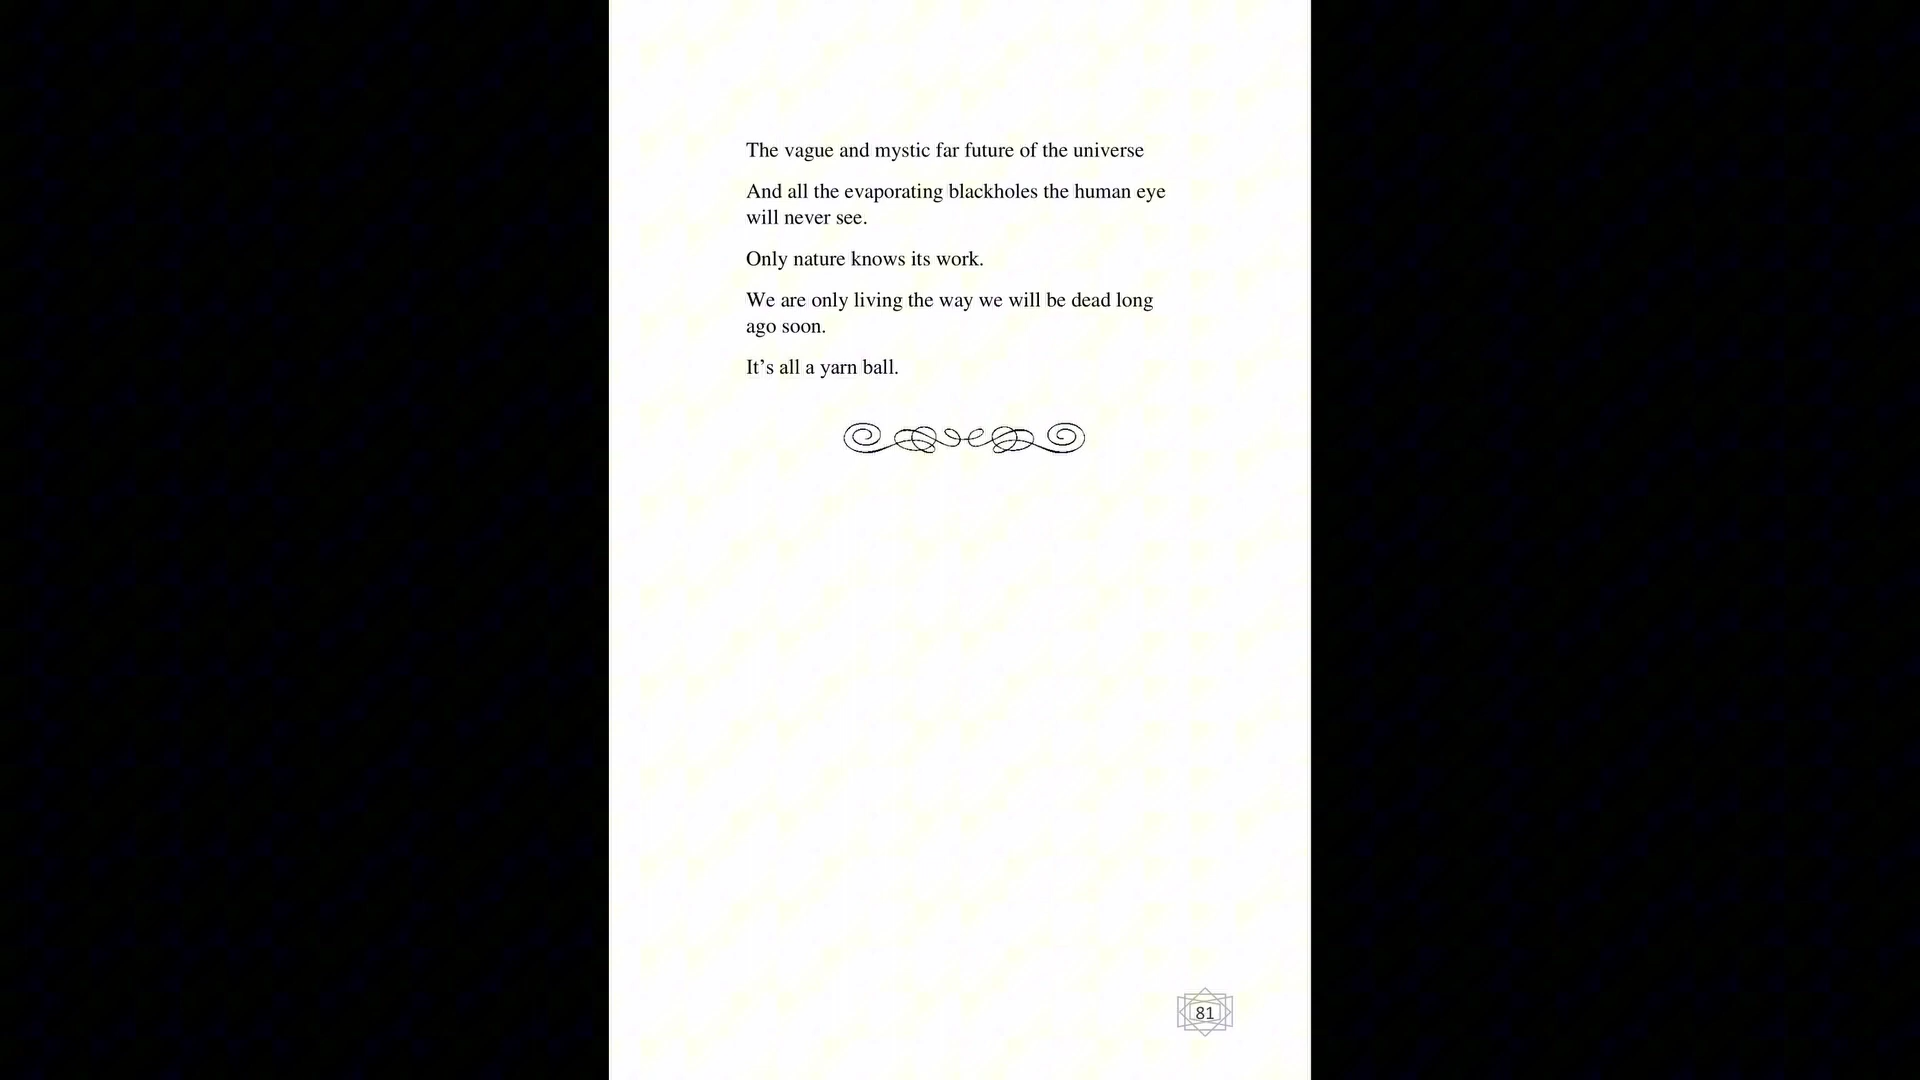 The vague and mystic far future of the universe
And all the evaporating blackholes the human eye
will never see.
Only nature knows its work.
We are only living the way we will be dead long
ago soon.
It’s all a yarn ball.
81